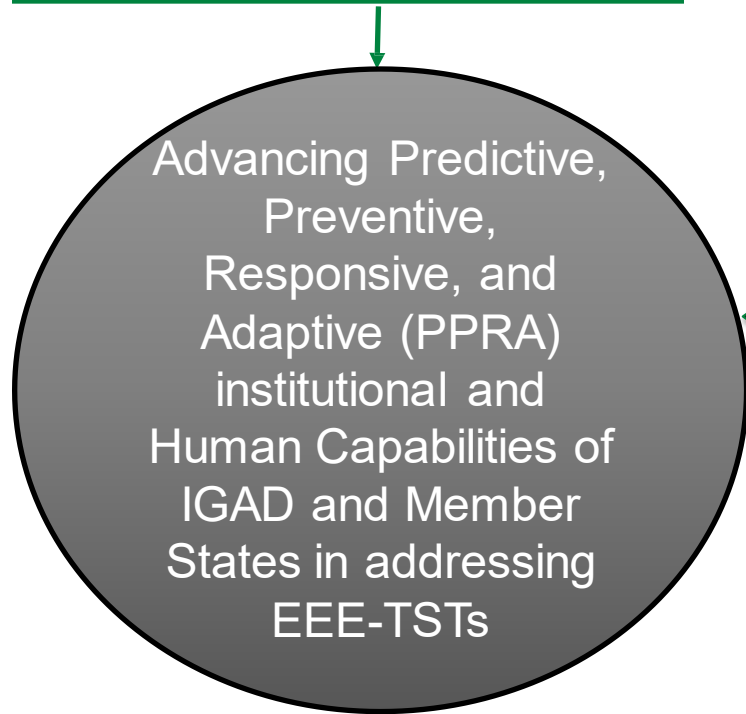 Advancing Predictive,
Preventive,
Responsive, and
Adaptive (PPRA)
institutional and
Human Capabilities of
IGAD and Member
States in addressing
EEE-TSTs